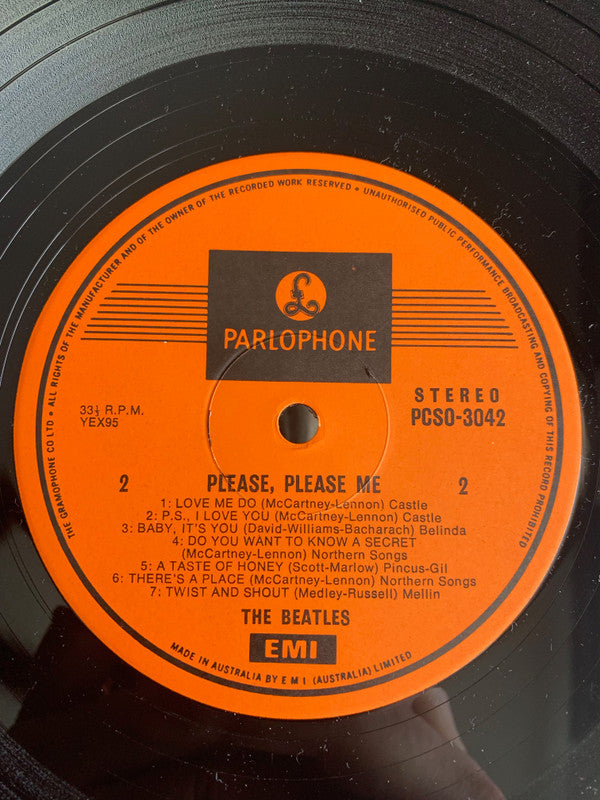 THE GRAMOPHONE CO LTD • ALL RIGHTS OF THE MANUFACTURER AND OF THE OWNER OF THE RECORDED WORK RESERVED • UNAUTHORISED PUBLIC PERFORMANCE BROADCASTING AND COPYING OF THIS RECORD PROHIBITED
£
PARLOPHONE
STEREO
33⅓ R.P.M. PCSO-3042
YEX95
2 PLEASE, PLEASE ME 2
1: LOVE ME DO (McCartney-Lennon) Castle
2: P.S., I LOVE YOU (McCartney-Lennon) Castle
3: BABY, IT'S YOU (David-Williams-Bacharach) Belinda
4: DO YOU WANT TO KNOW A SECRET
(McCartney-Lennon) Northern Songs
5: A TASTE OF HONEY (Scott-Marlow) Pincus-Gil
6: THERE'S A PLACE (McCartney-Lennon) Northern Songs
7: TWIST AND SHOUT (Medley-Russell) Mellin
THE BEATLES
EMI
MADE IN AUSTRALIA BY E M I (AUSTRALIA) LIMITED